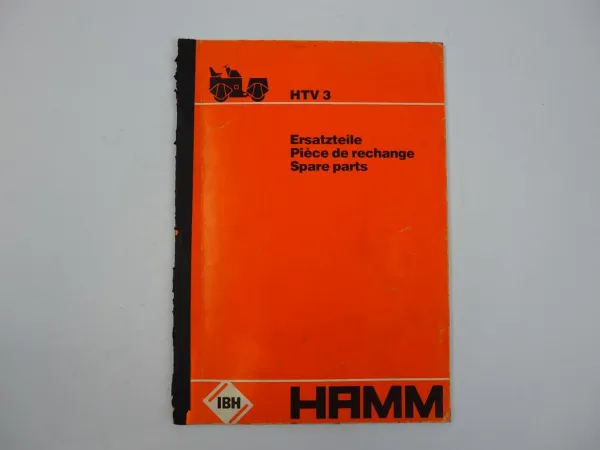 HTV 3
Ersatzteile
Pièce de rechange
Spare parts
IBH
HAMM